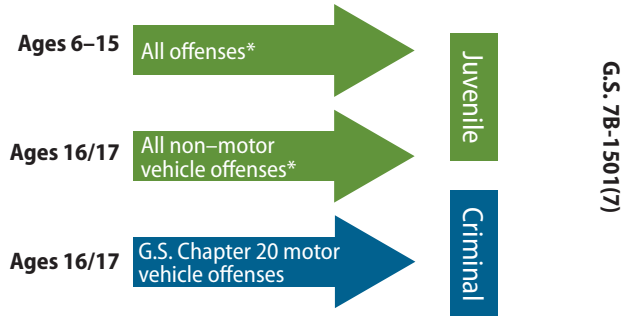 Ages 6–15
All offenses*
Ages 16/17
All non–motor
vehicle offenses*
Ages 16/17
G.S. Chapter 20 motor
vehicle offenses
Juvenile
Criminal
G.S. 7B-1501(7)